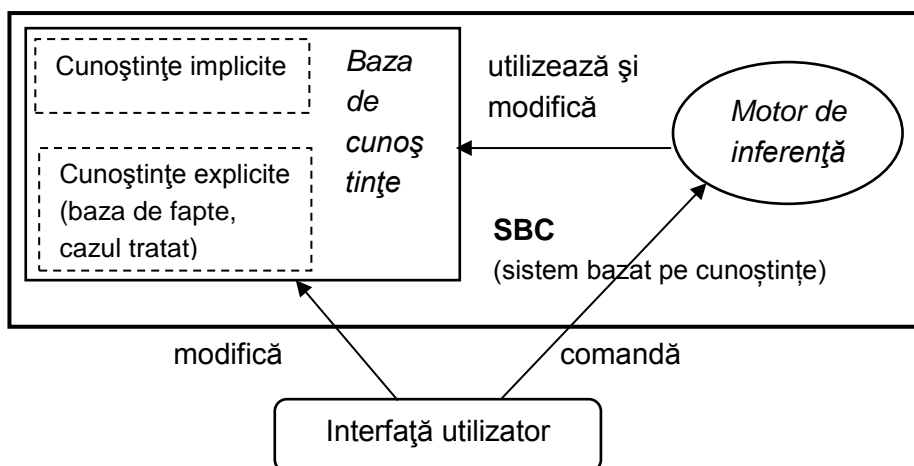 Cunoştinţe implicite
Cunoştinţe explicite
(baza de fapte,
cazul tratat)
Baza
de
cunoş
tinţe
utilizează şi
modifică
Motor de
inferenţă
SBC
(sistem bazat pe cunoștințe)
modifică
comandă
Interfaţă utilizator